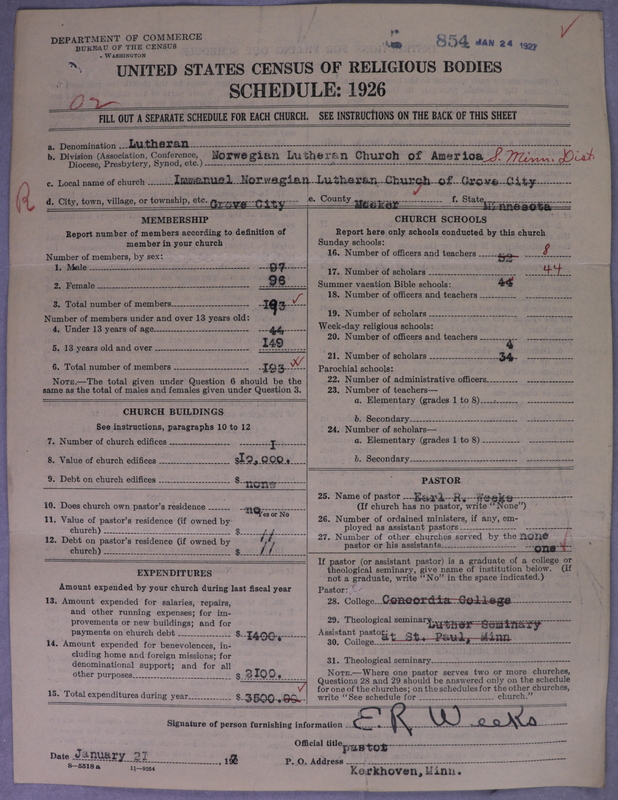 DEPARTMENT OF COMMERCE
BUREAU OF THE CENSUS
WASHINGTON
854 JAN 24 1927
UNITED STATES CENSUS OF RELIGIOUS BODIES
SCHEDULE: 1926
02
FILL OUT A SEPARATE SCHEDULE FOR EACH CHURCH. SEE INSTRUCTIONS ON THE BACK OF THIS SHEET
a. Denomination Lutheran
b. Division (Association, Conference, Diocese, Presbytery, Synod, etc.) Norwegian Lutheran Church of America S. Minn. Dist
c. Local name of church Immanuel Norwegian Lutheran Church of Grove City
R d. City, town, village, or township, etc. Grove City e. County Meeker f. State Minnesota
MEMBERSHIP
Report number of members according to definition of
member in your church
Number of members, by sex:
1. Male 97
2. Female 96
3. Total number of members 193
Number of members under and over 13 years old:
4. Under 13 years of age 44
5. 13 years old and over 149
6. Total number of members 193
NOTE.—The total given under Question 6 should be the
same as the total of males and females given under Question 3.
CHURCH BUILDINGS
See instructions, paragraphs 10 to 12
7. Number of church edifices 1
8. Value of church edifices $10,000.
9. Debt on church edifices $ none
10. Does church own pastor's residence? no
Yes or No
11. Value of pastor's residence (if owned by
church) $ "
12. Debt on pastor's residence (if owned by
church) $ "
EXPENDITURES
Amount expended by church during last fiscal year
13. Amount expended for salaries, repairs,
and other running expenses; for im-
provements or new buildings; and for
payments on church debt $ 1400.
14. Amount expended for benevolences, in-
cluding home and foreign missions; for
denominational support; and for all
other purposes $ 2100.
15. Total expenditures during year $ 3500.00
CHURCH SCHOOLS
Report here only schools conducted by this church
Sunday schools:
16. Number of officers and teachers 52 8
17. Number of scholars 44 44
Summer vacation Bible schools:
18. Number of officers and teachers
19. Number of scholars
Week-day religious schools:
20. Number of officers and teachers 4
21. Number of scholars 34
Parochial schools:
22. Number of administrative officers
23. Number of teachers—
a. Elementary (grades 1 to 8)
b. Secondary
24. Number of scholars—
a. Elementary (grades 1 to 8)
b. Secondary
PASTOR
25. Name of pastor Earl R. Weeks
(If church has no pastor, write "None")
26. Number of ordained ministers, if any, em-
ployed as assistant pastors none
27. Number of other churches served by the
pastor or his assistants one
If pastor (or assistant pastor) is a graduate of a college or
theological seminary, give name of institution below. (If
not a graduate, write "No" in the space indicated.)
Pastor:
28. College Concordia College
29. Theological seminary Luther Seminary
Assistant pastor: at St. Paul, Minn
30. College
31. Theological seminary
NOTE.—Where one pastor serves two or more churches,
Questions 28 and 29 should be answered only on the schedule
for one of the churches; on the schedules for the other churches,
write "See schedule for church."
Signature of person furnishing information E. R Weeks
Official title pastor
Date January 21, 1927 P. O. Address Kerkhoven, Minn.
8—5518 a 11—9254